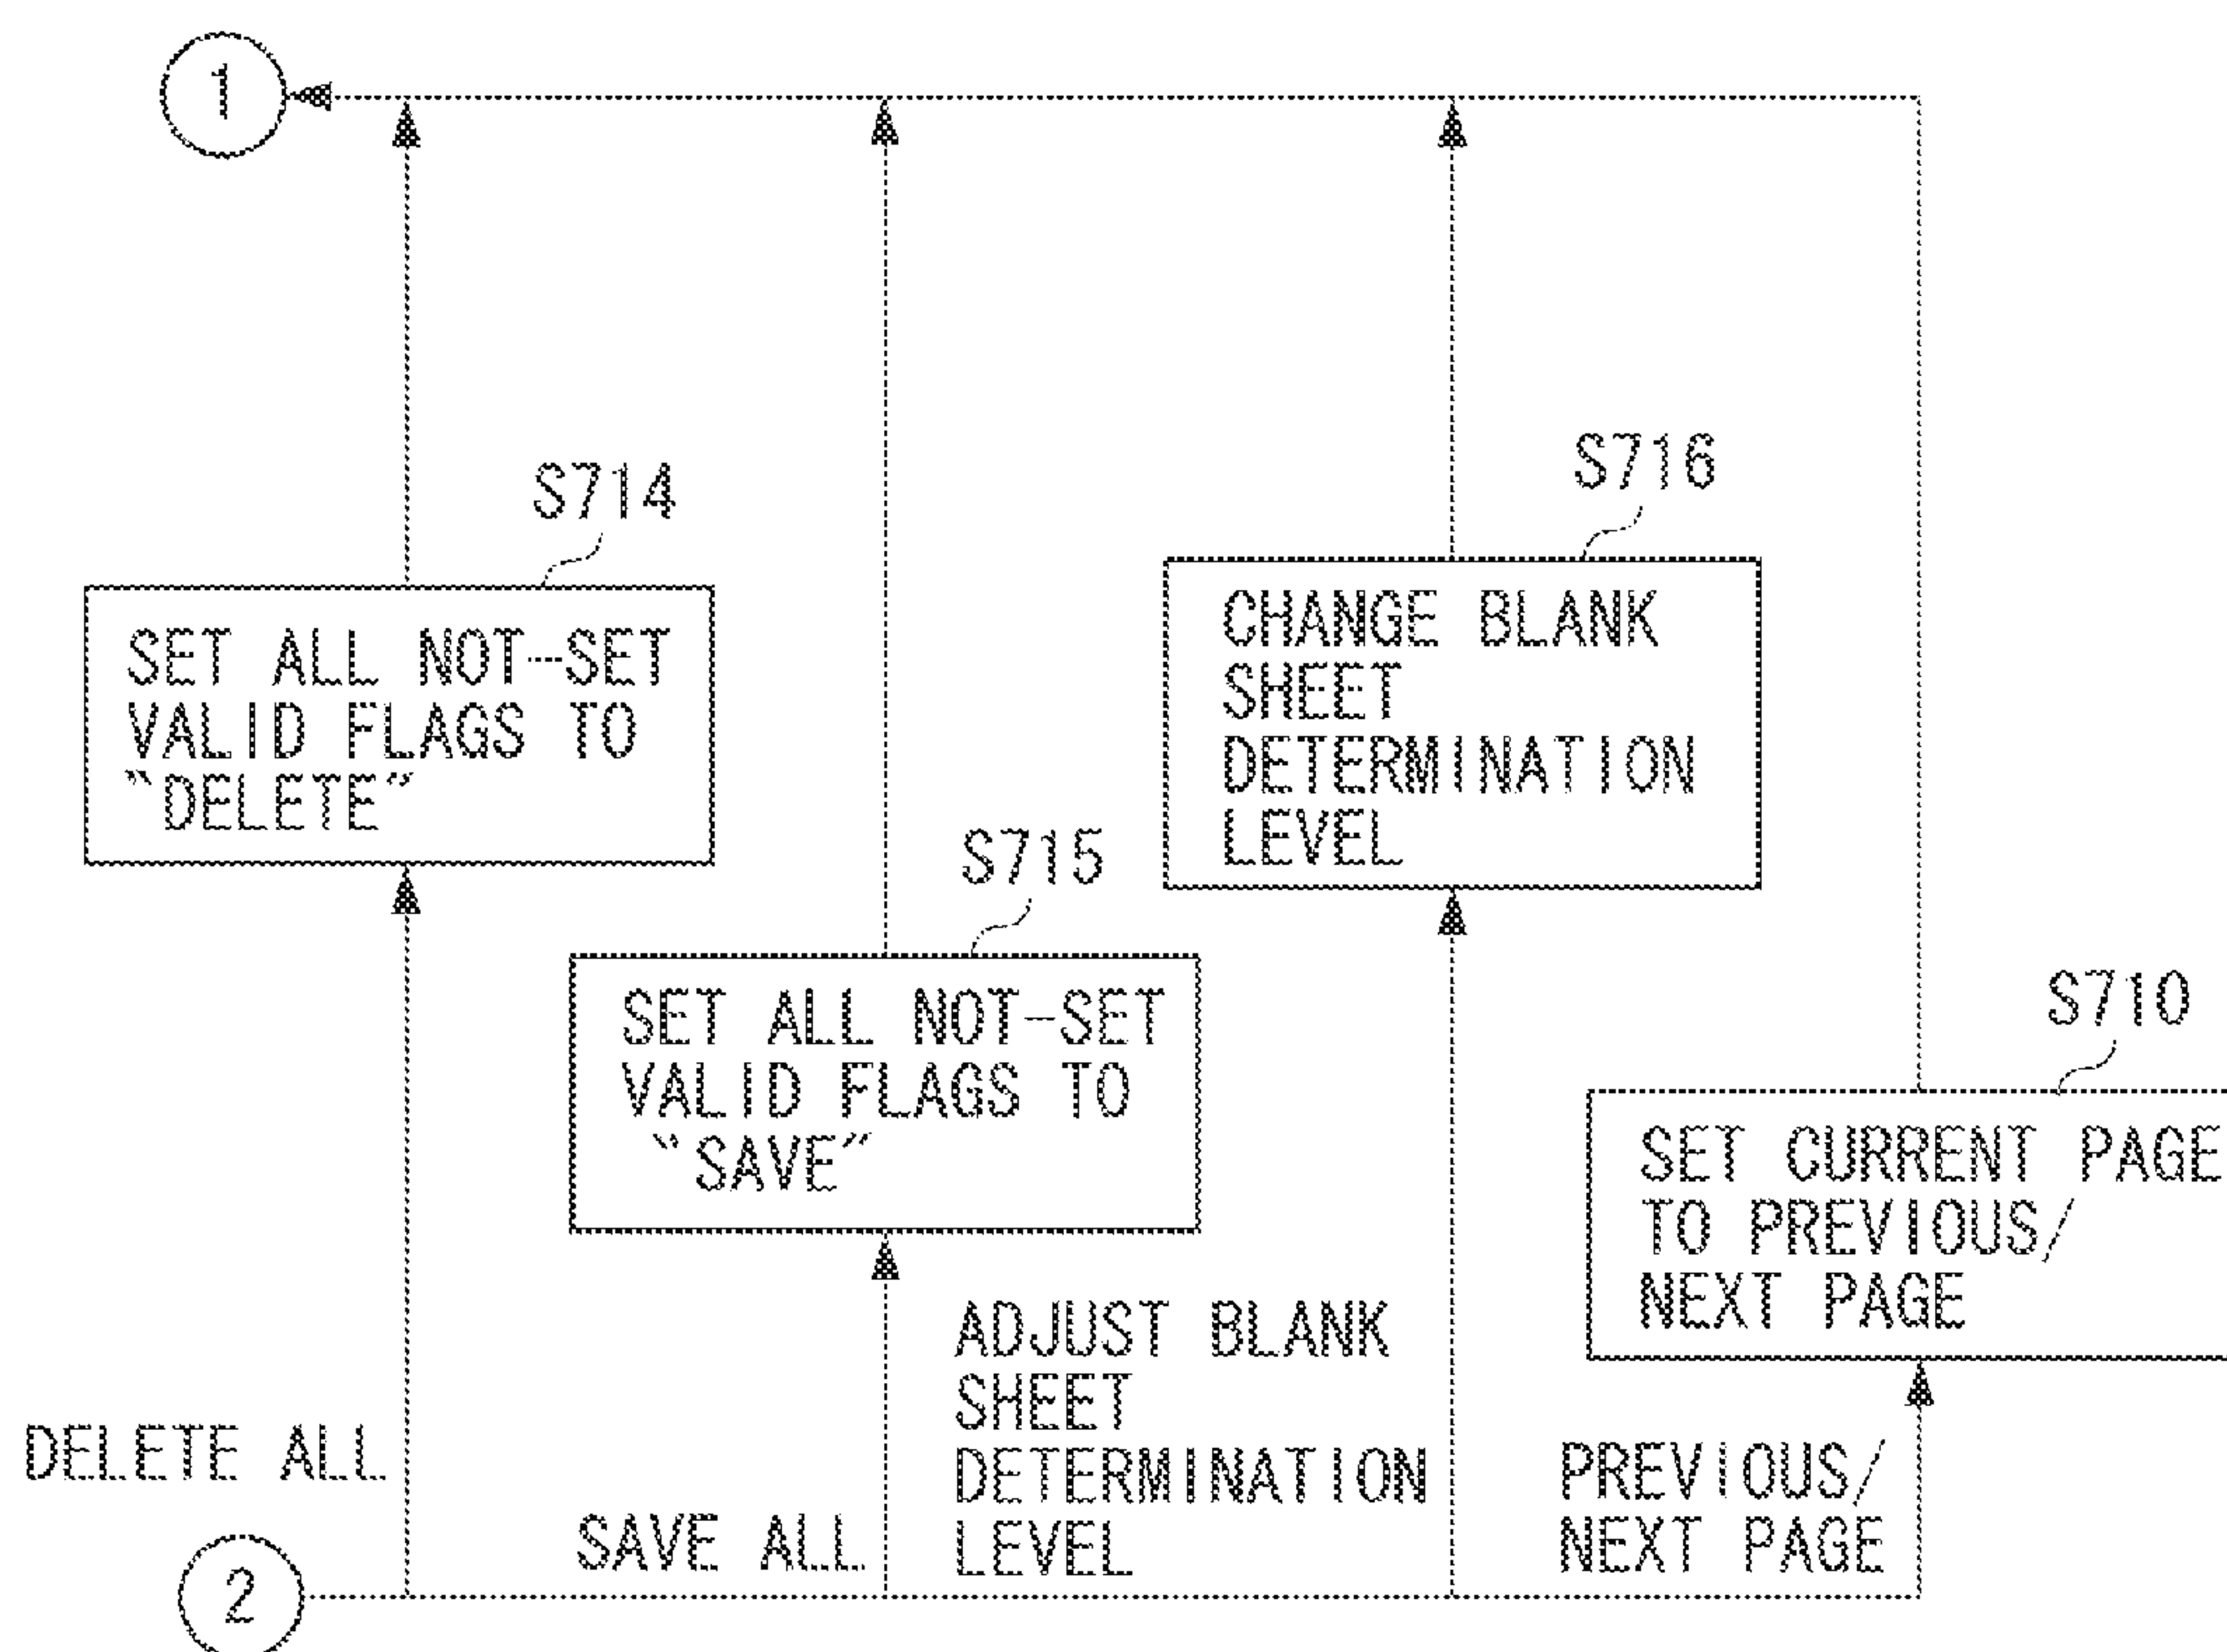 1
S714
SET ALL NOT-SET
VALID FLAGS TO
“DELETE”
S716
CHANGE BLANK
SHEET
DETERMINATION
LEVEL
S715
SET ALL NOT-SET
VALID FLAGS TO
“SAVE”
S710
SET CURRENT PAGE
TO PREVIOUS/
NEXT PAGE
DELETE ALL
SAVE ALL
ADJUST BLANK
SHEET
DETERMINATION
LEVEL
PREVIOUS/
NEXT PAGE
2